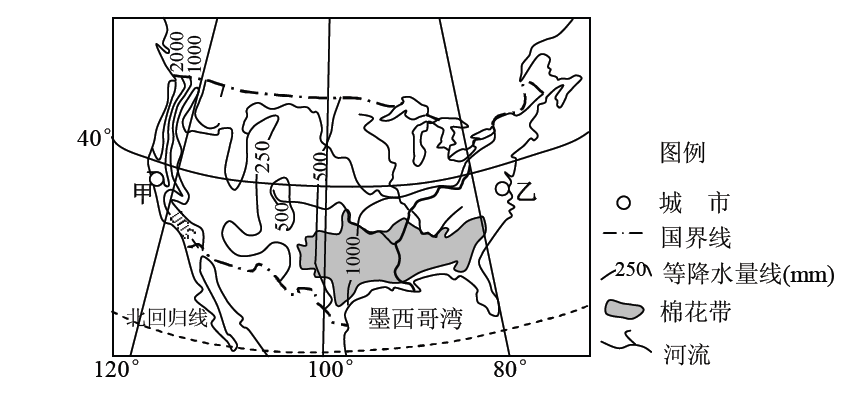 2000
1000
40°
250
500
甲
乙
500
1000
北回归线
墨西哥湾
120°
100°
80°
图例
城 市
国界线
250 等降水量线(mm)
棉花带
河流